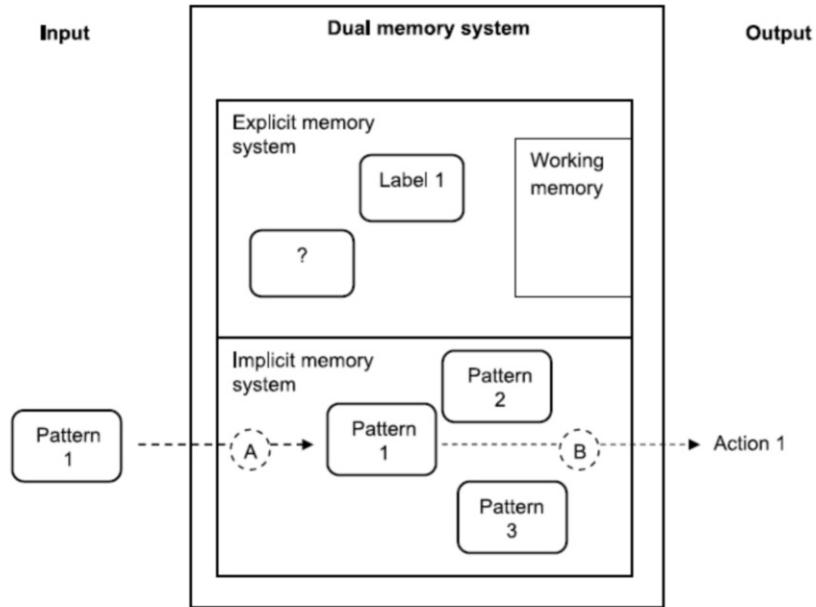 Input
Dual memory system
Output
Explicit memory
system
Label 1
Working
memory
?
Implicit memory
system
Pattern
2
Pattern
1
A
Pattern
1
B
Action 1
Pattern
3